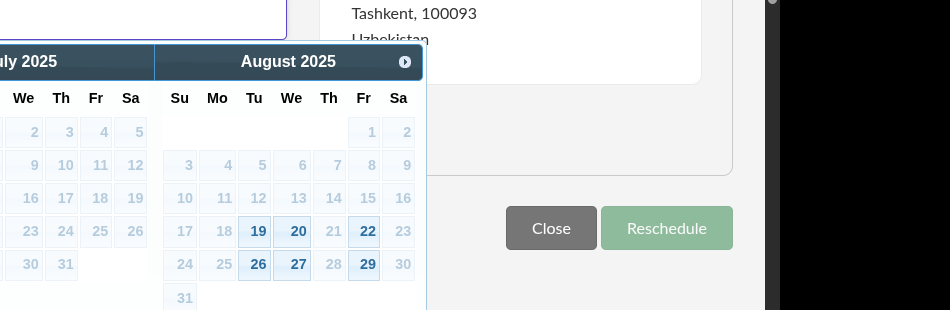 Tashkent, 100093
Uzbekistan
uly 2025
August 2025
We Th Fr Sa
Su Mo Tu We Th Fr Sa
2 3 4 5
1 2
9 10 11 12
3 4 5 6 7 8 9
16 17 18 19
10 11 12 13 14 15 16
23 24 25 26
17 18 19 20 21 22 23
30 31
24 25 26 27 28 29 30
31
Close
Reschedule